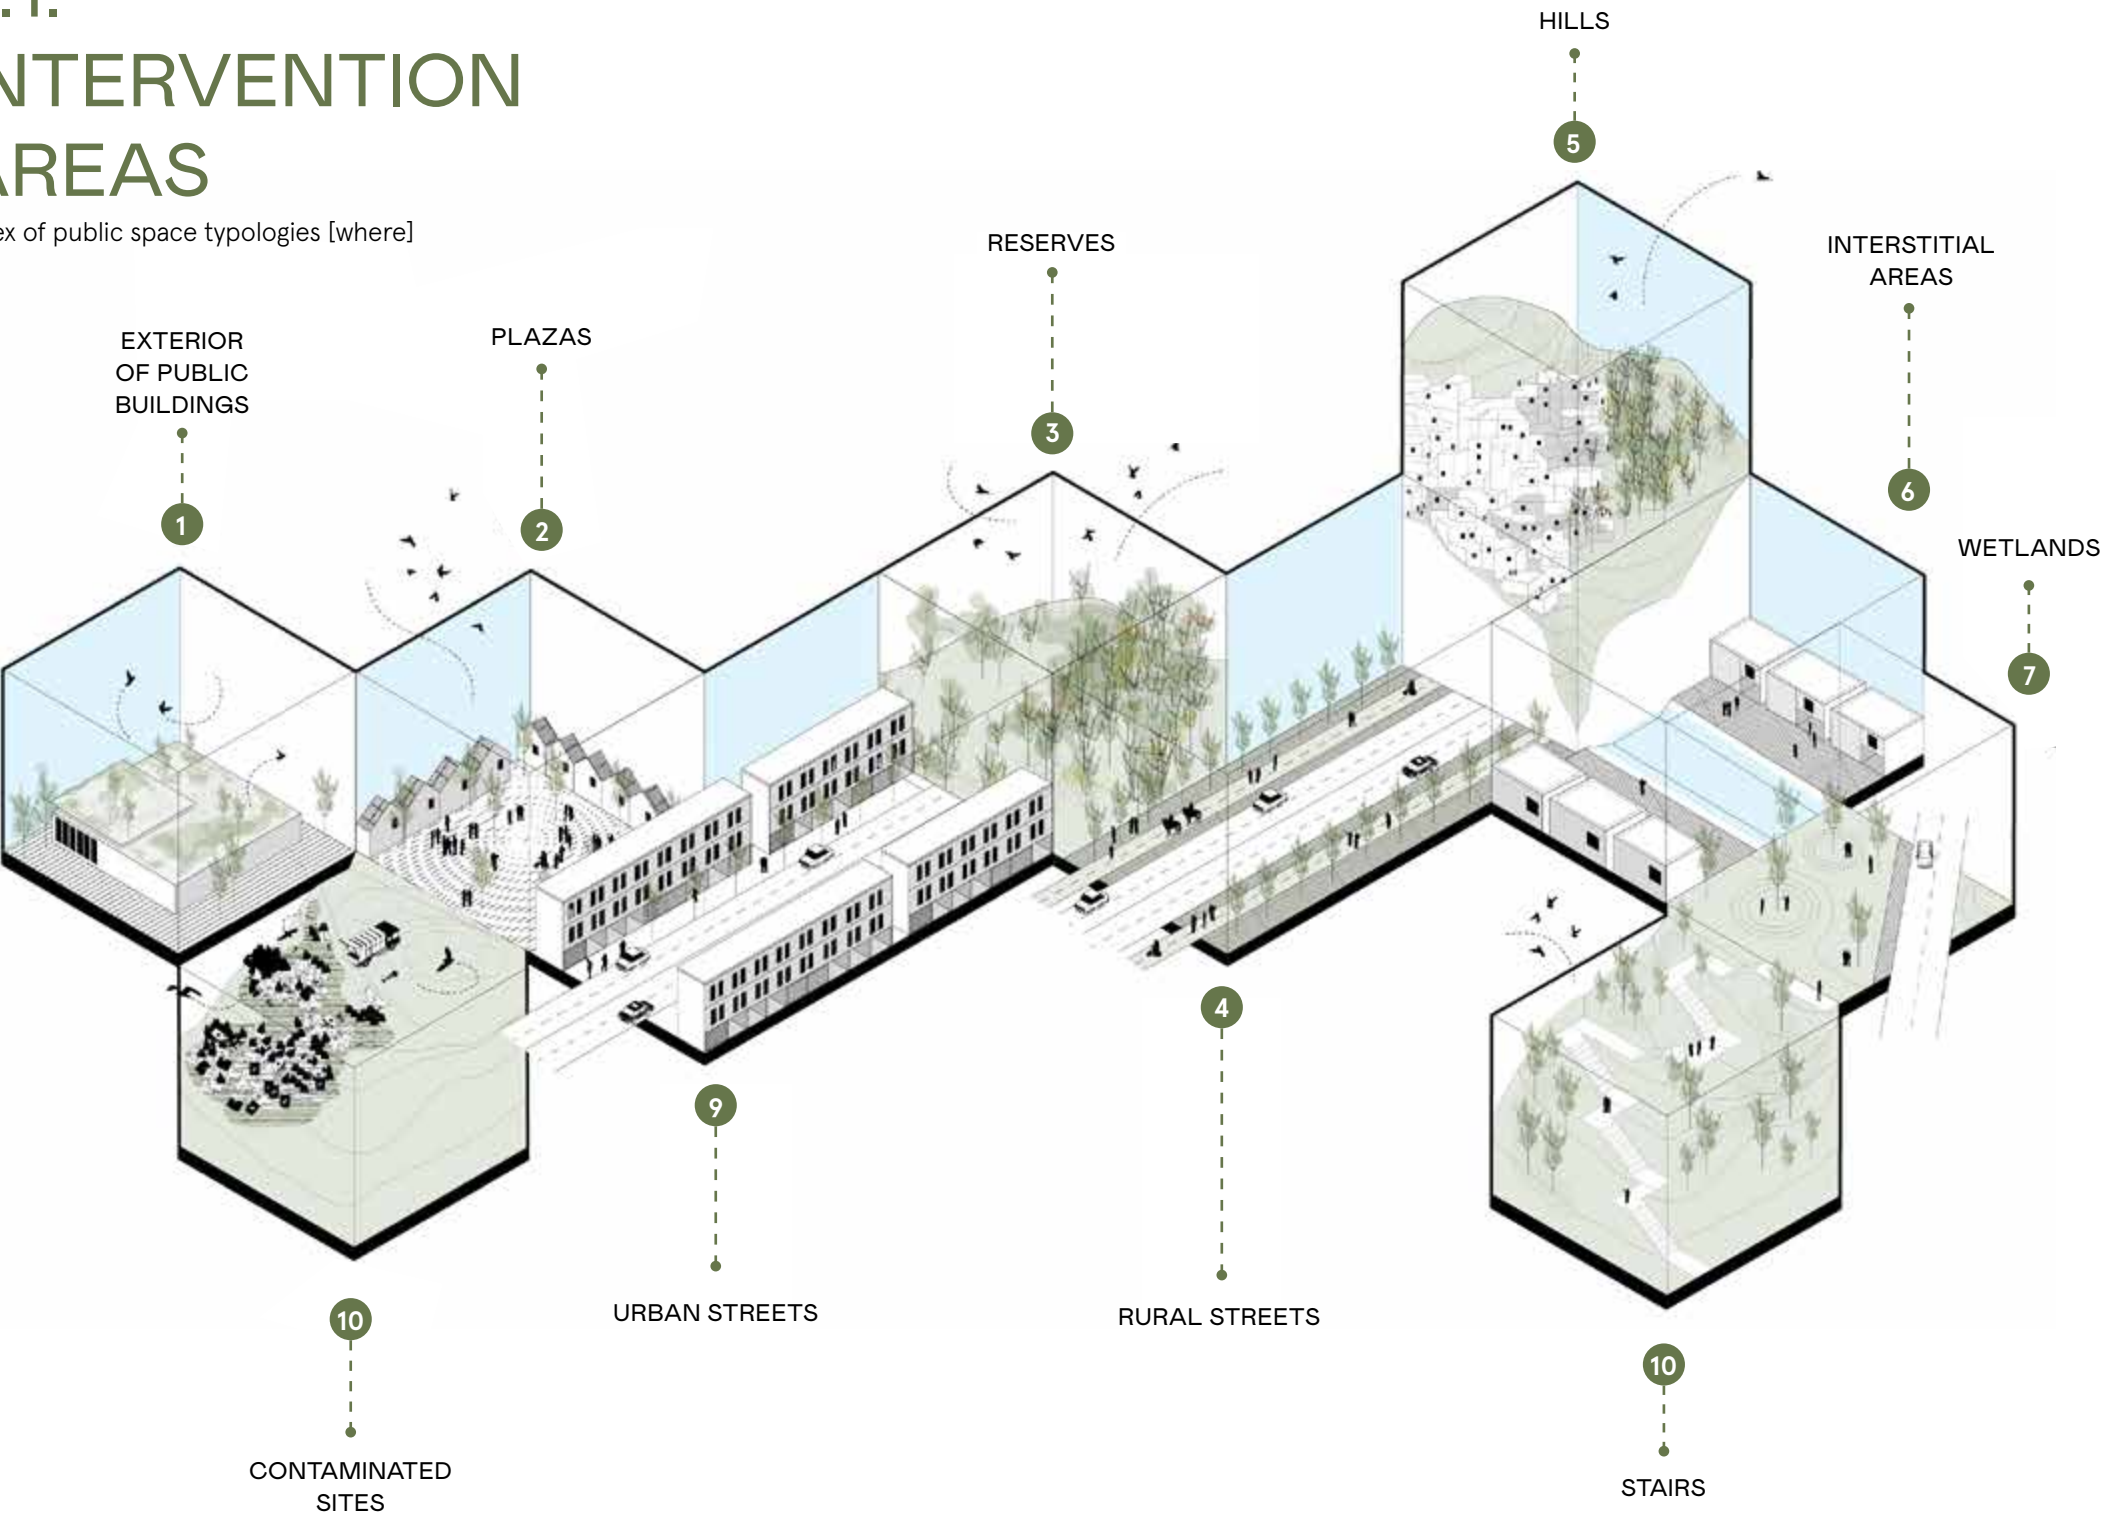 .1.
NTERVENTION
AREAS
ex of public space typologies [where]
HILLS
5
RESERVES
3
INTERSTITIAL
AREAS
6
EXTERIOR
OF PUBLIC
BUILDINGS
1
PLAZAS
2
WETLANDS
7
4
RURAL STREETS
9
URBAN STREETS
10
CONTAMINATED
SITES
10
STAIRS